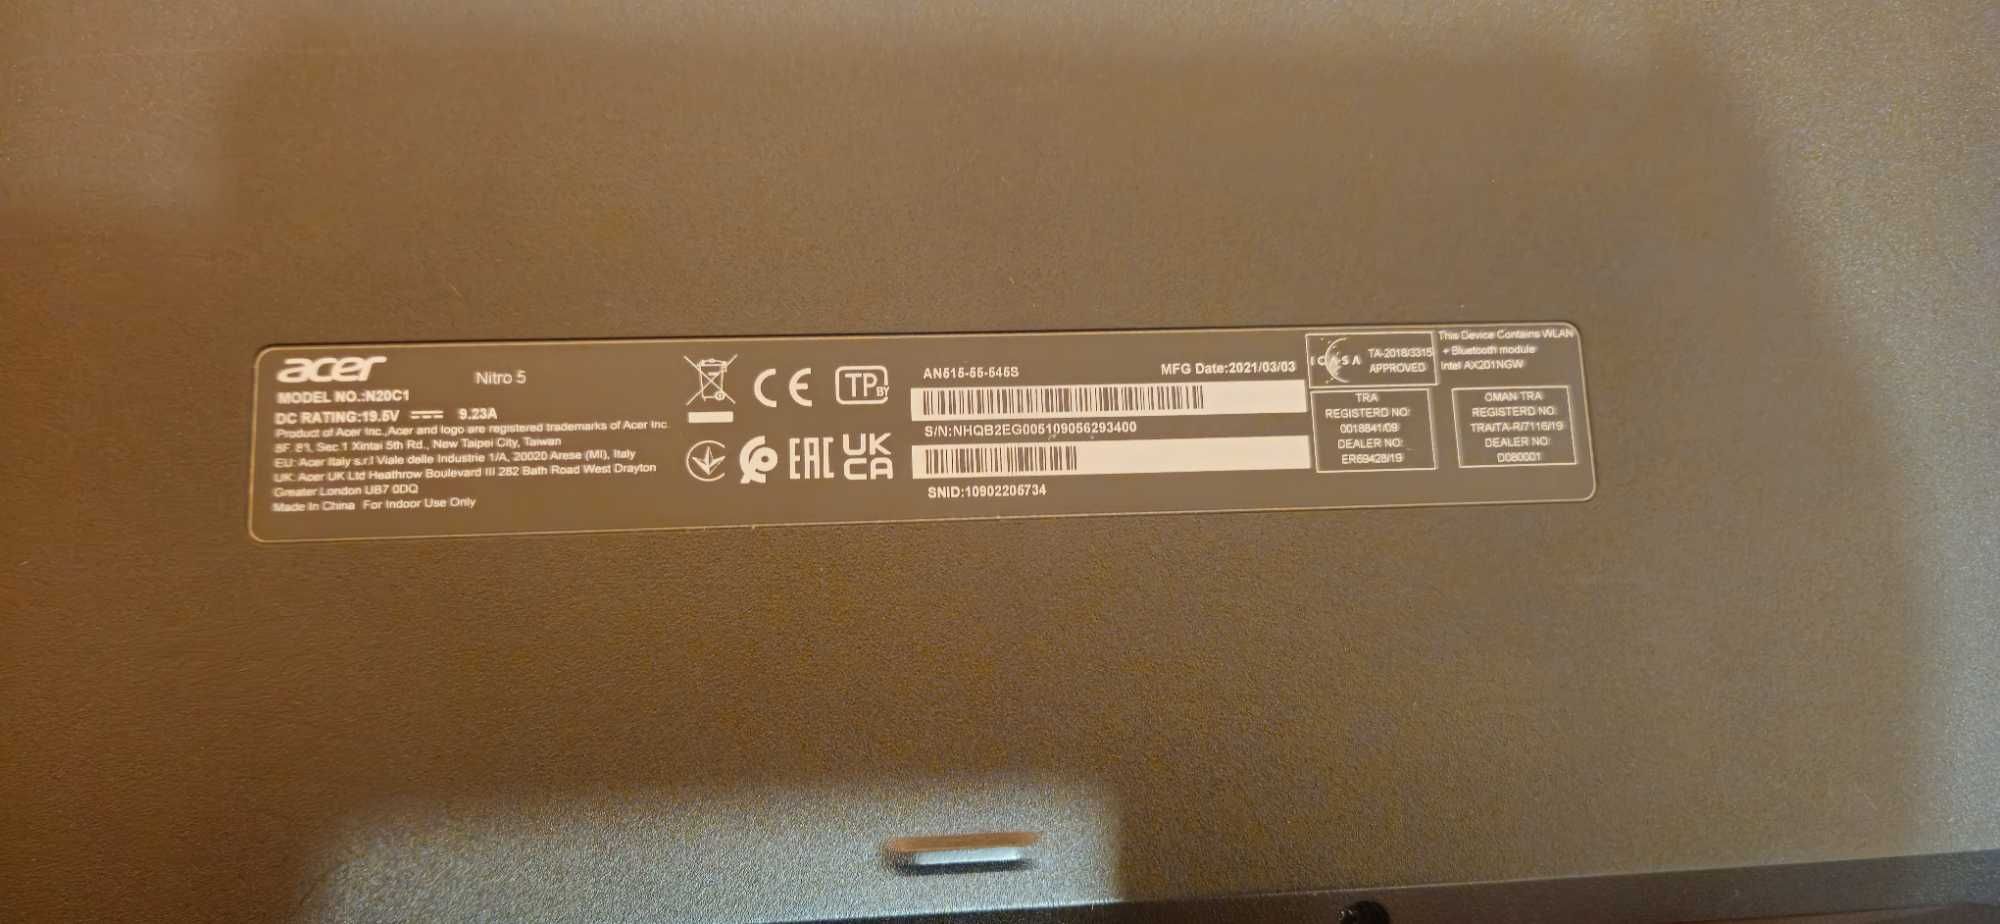 acer
Nitro 5
MODEL NO.:N20C1
DC RATING:19.5V 9.23A
Product of Acer Inc.,Acer and logo are registered trademarks of Acer Inc.
8F, 81, Sec.1 Xintai 5th Rd., New Taipei City, Taiwan
EU: Acer Italy s.r.l Viale delle Industrie 1/A, 20020 Arese (MI), Italy
UK: Acer UK Ltd Heathrow Boulevard III 282 Bath Road West Drayton
Greater London UB7 0DQ
Made In China For Indoor Use Only
CE
TP BY
EAC
UK
CA
AN515-55-545S
MFG Date:2021/03/03
S/N:NHQB2EG005109056293400
SNID:10902205734
ICASA
TA-2018/3315
APPROVED
This Device Contains WLAN
+ Bluetooth module
Intel AX201NGW
TRA
REGISTERD NO:
0018841/09
DEALER NO:
ER69428/19
OMAN TRA
REGISTERD NO:
TRA/TA-R/7116/19
DEALER NO:
D080001